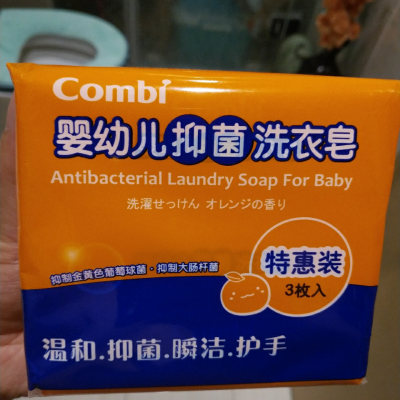 Combi
婴幼儿抑菌洗衣皂
Antibacterial Laundry Soap For Baby
洗濯せっけん オレンジの香り
抑制金黄色葡萄球菌·抑制大肠杆菌
特惠装
3枚入
温和.抑菌.瞬洁.护手